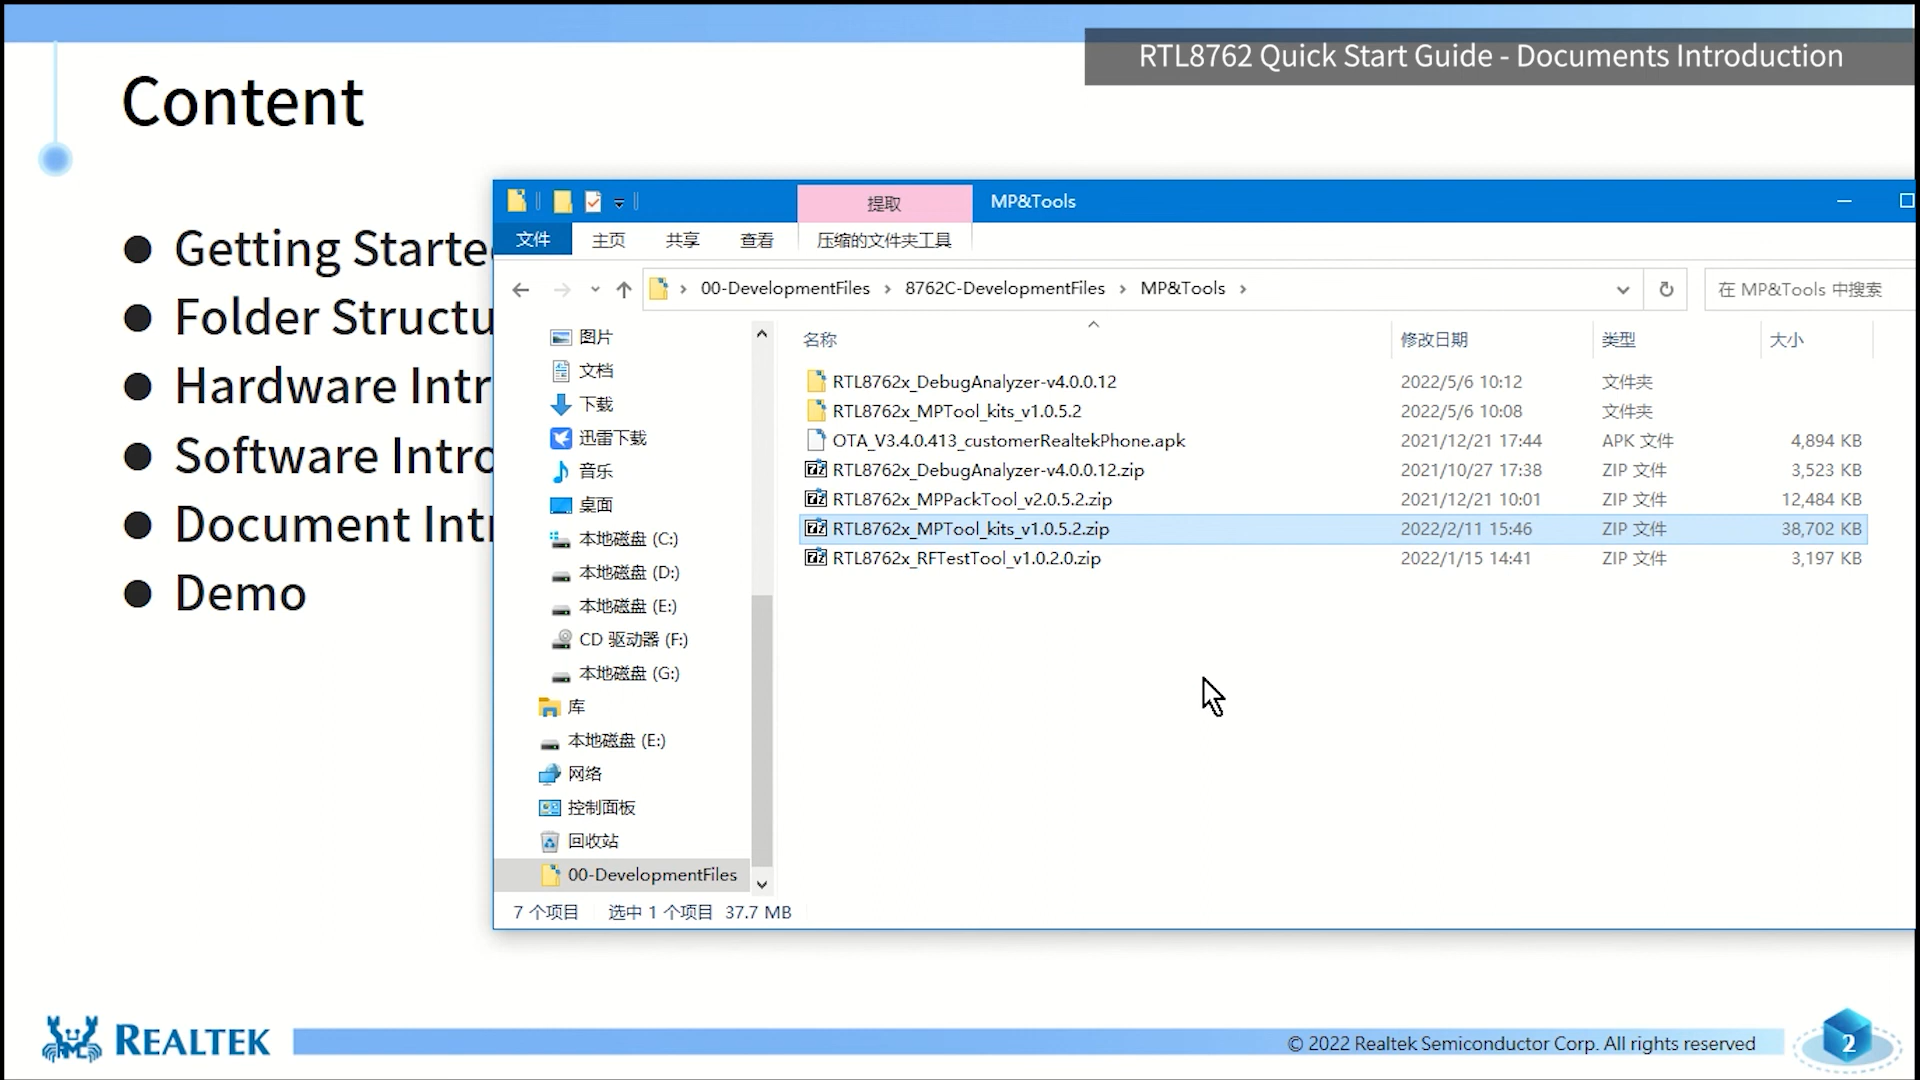 RTL8762 Quick Start Guide - Documents Introduction
Content
Getting Starte
Folder Structu
Hardware Intr
Software Intro
Document Intr
Demo
提取
MP&Tools
文件
主页
共享
查看
压缩的文件夹工具
00-DevelopmentFiles
8762C-DevelopmentFiles
MP&Tools
在 MP&Tools 中搜索
图片
文档
下载
迅雷下载
音乐
桌面
本地磁盘 (C:)
本地磁盘 (D:)
本地磁盘 (E:)
CD 驱动器 (F:)
本地磁盘 (G:)
库
本地磁盘 (E:)
网络
控制面板
回收站
00-DevelopmentFiles
名称 修改日期 类型 大小
RTL8762x_DebugAnalyzer-v4.0.0.12 2022/5/6 10:12 文件夹
RTL8762x_MPTool_kits_v1.0.5.2 2022/5/6 10:08 文件夹
OTA_V3.4.0.413_customerRealtekPhone.apk 2021/12/21 17:44 APK 文件 4,894 KB
RTL8762x_DebugAnalyzer-v4.0.0.12.zip 2021/10/27 17:38 ZIP 文件 3,523 KB
RTL8762x_MPPackTool_v2.0.5.2.zip 2021/12/21 10:01 ZIP 文件 12,484 KB
RTL8762x_MPTool_kits_v1.0.5.2.zip 2022/2/11 15:46 ZIP 文件 38,702 KB
RTL8762x_RFTestTool_v1.0.2.0.zip 2022/1/15 14:41 ZIP 文件 3,197 KB
7 个项目 选中 1 个项目 37.7 MB
REALTEK
© 2022 Realtek Semiconductor Corp. All rights reserved
2